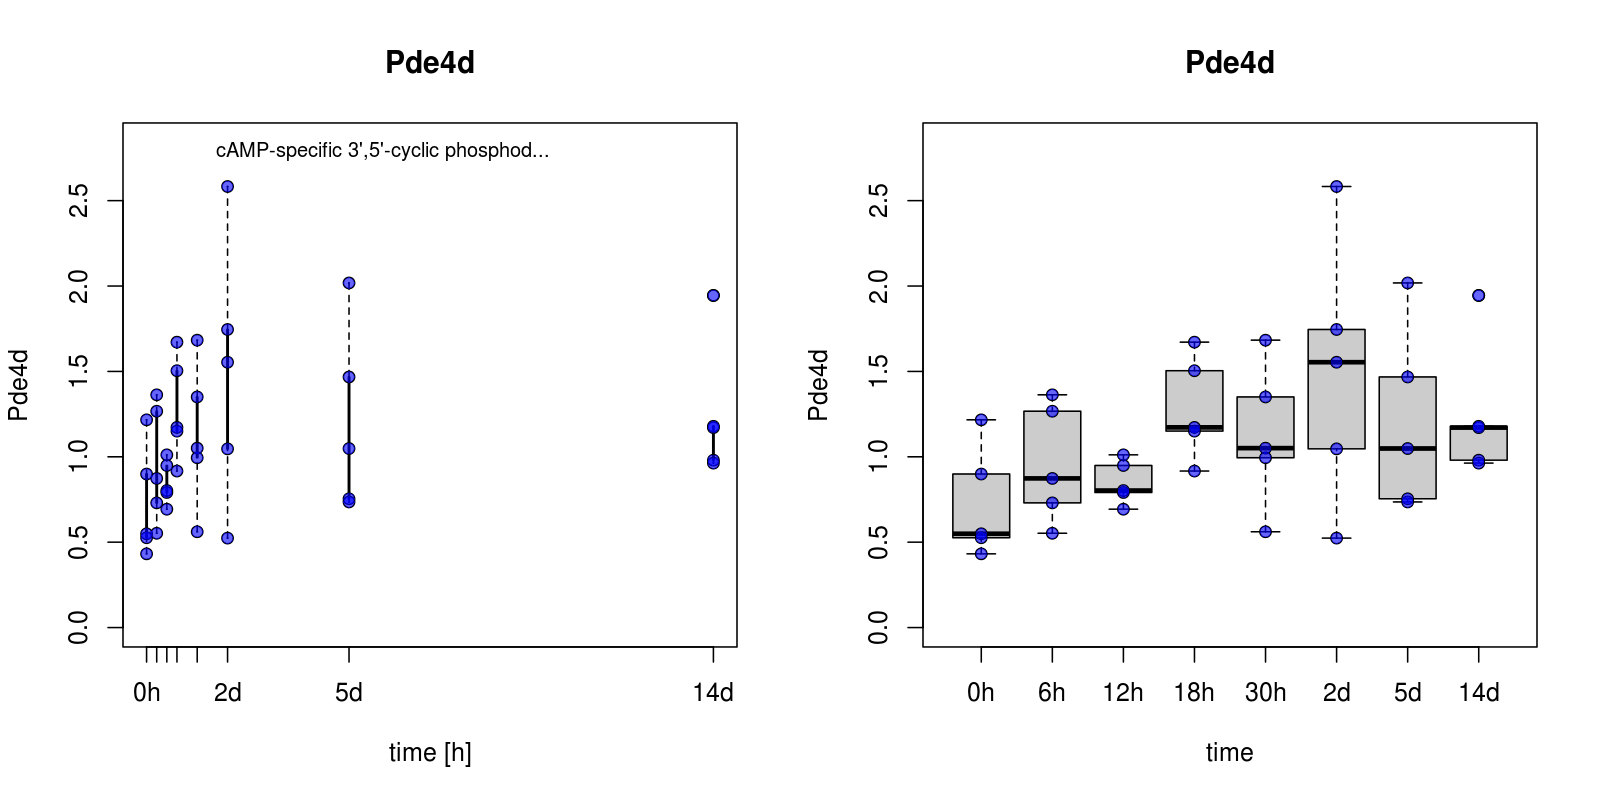 Pde4d
cAMP-specific 3',5'-cyclic phosphod...
Pde4d
0.0 0.5 1.0 1.5 2.0 2.5
0h 2d 5d 14d
time [h]
Pde4d
Pde4d
0.0 0.5 1.0 1.5 2.0 2.5
0h 6h 12h 18h 30h 2d 5d 14d
time